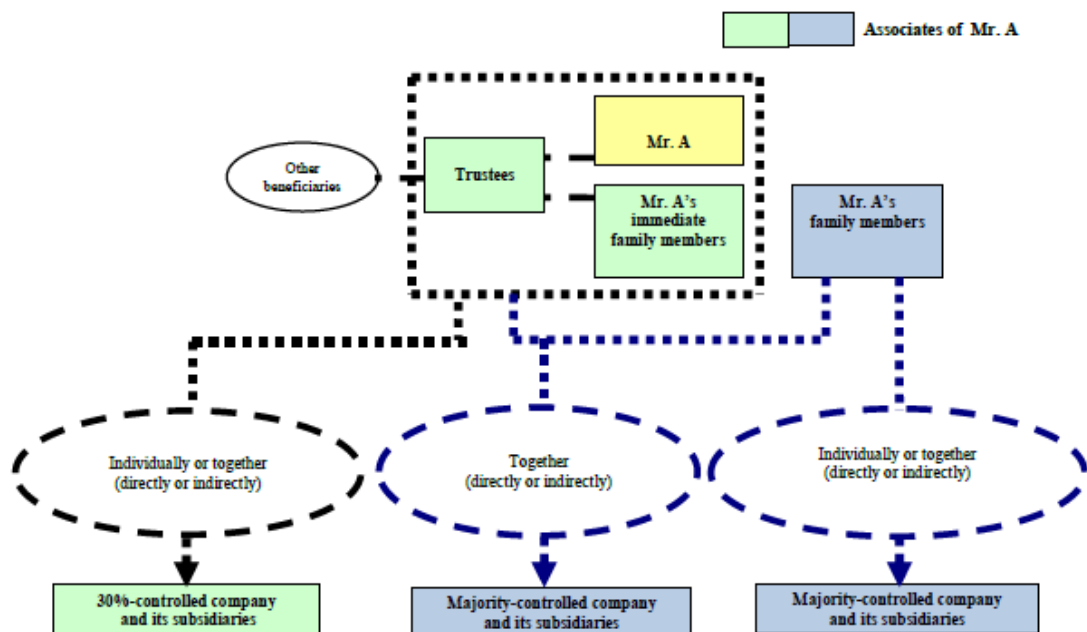 Associates of Mr. A
Other
beneficiaries
Trustees
Mr. A
Mr. A's
immediate
family members
Mr. A's
family members
Individually or together
(directly or indirectly)
Together
(directly or indirectly)
Individually or together
(directly or indirectly)
30%-controlled company
and its subsidiaries
Majority-controlled company
and its subsidiaries
Majority-controlled company
and its subsidiaries